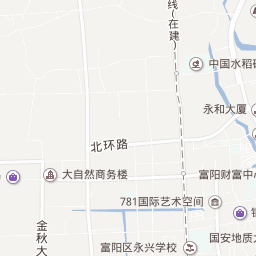 线(在建)
中国水稻研
永和大厦
北环路
大自然商务楼
富阳财富中心
781国际艺术空间
金秋大
国安地质大
富阳区永兴学校